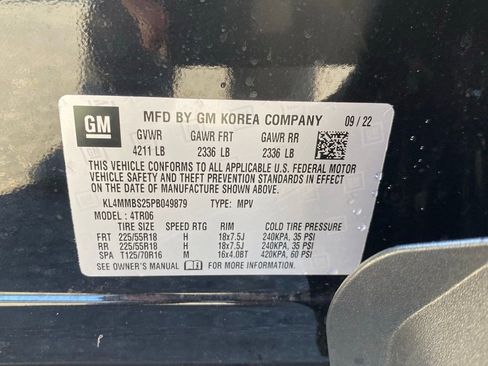 GM
MFD BY GM KOREA COMPANY 09/22
GVWR GAWR FRT GAWR RR
4211 LB 2336 LB 2336 LB
THIS VEHICLE CONFORMS TO ALL APPLICABLE U.S. FEDERAL MOTOR
VEHICLE SAFETY AND THEFT PREVENTION STANDARDS IN EFFECT
ON THE DATE OF MANUFACTURE SHOWN ABOVE.
KL4MMBS25PB049879 TYPE: MPV
MODEL: 4TR06
TIRE SIZE SPEED RTG RIM COLD TIRE PRESSURE
FRT 225/55R18 H 18x7.5J 240KPA, 35 PSI
RR 225/55R18 H 18x7.5J 240KPA, 35 PSI
SPA T125/70R16 M 16x4.0BT 420KPA, 60 PSI
SEE OWNER'S MANUAL FOR MORE INFORMATION.